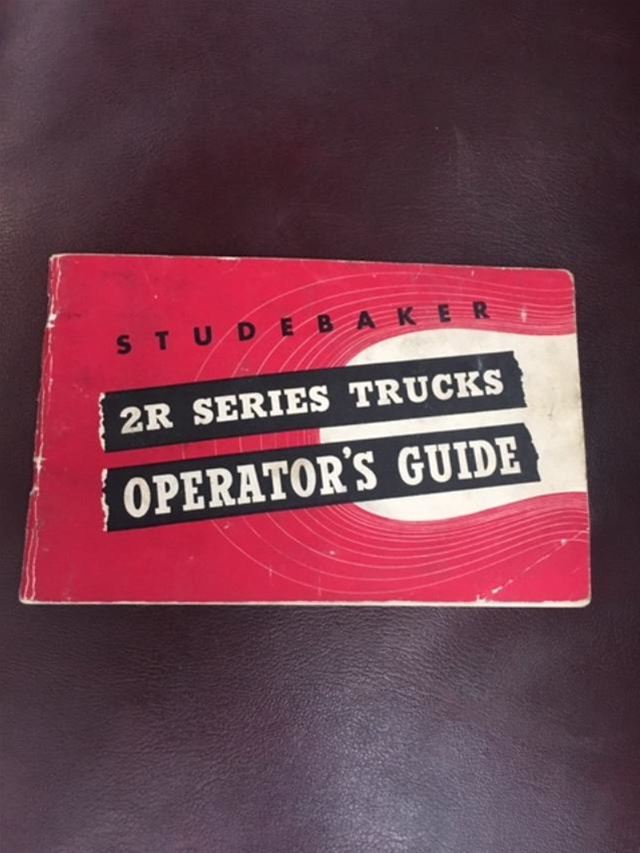 STUDEBAKER
2R SERIES TRUCKS
OPERATOR'S GUIDE